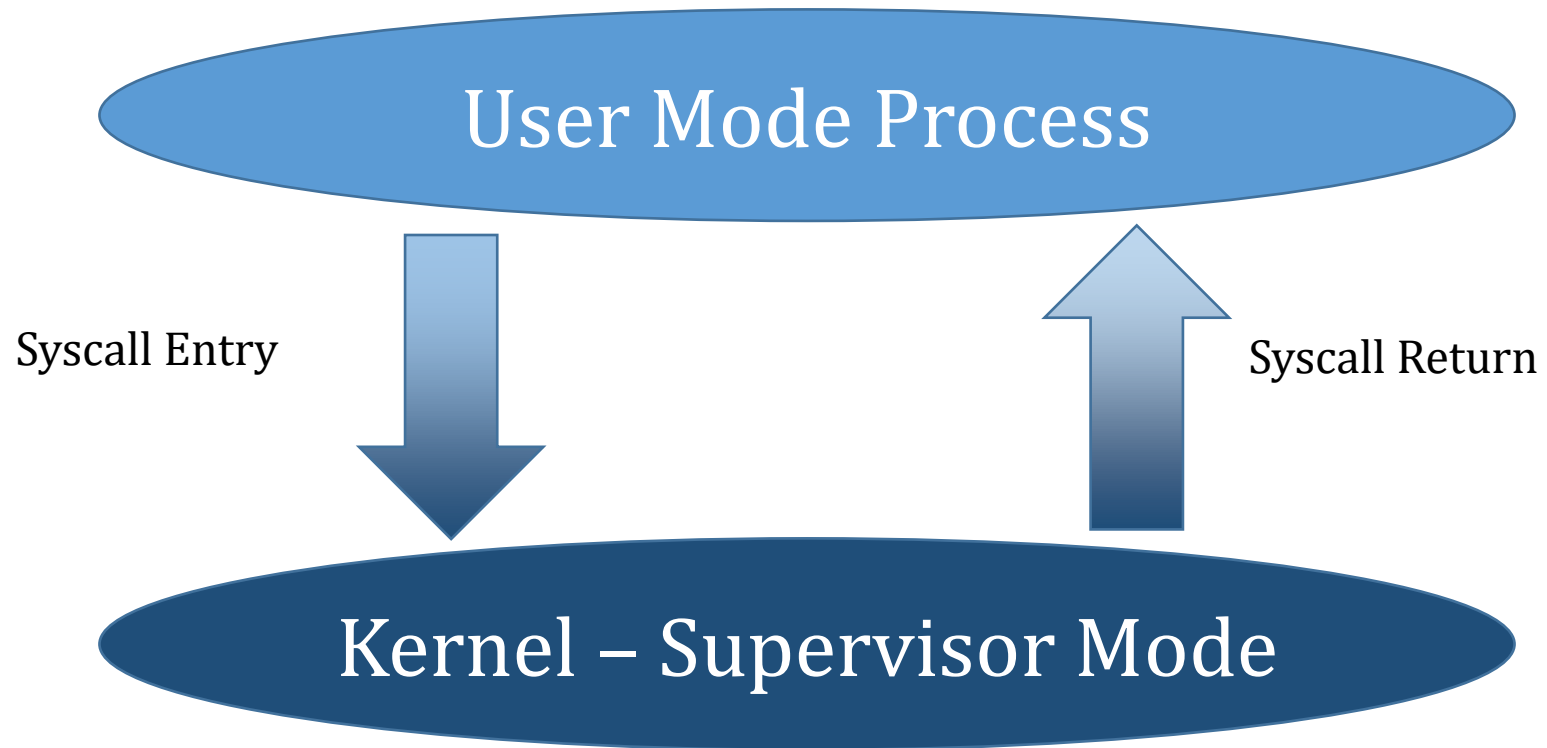 User Mode Process
Syscall Entry
Syscall Return
Kernel – Supervisor Mode